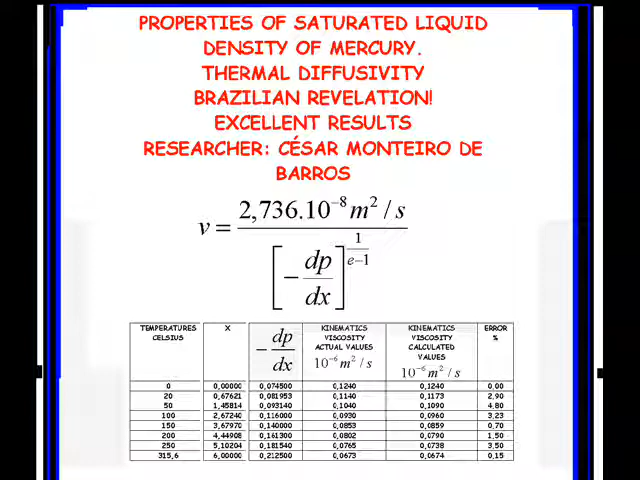 PROPERTIES OF SATURATED LIQUID
DENSITY OF MERCURY.
THERMAL DIFFUSIVITY
BRAZILIAN REVELATION!
EXCELLENT RESULTS
RESEARCHER: CÉSAR MONTEIRO DE
BARROS
v = 2,736.10⁻⁸ m² / s
[ - dp/dx ] ^ 1/(e-1)
TEMPERATURES CELSIUS X - dp/dx KINEMATICS VISCOSITY ACTUAL VALUES 10⁻⁶ m² / s KINEMATICS VISCOSITY CALCULATED VALUES 10⁻⁶ m² / s ERROR %
0 0,00000 0,074500 0,1240 0,1240 0,00
20 0,67621 0,081953 0,1140 0,1173 2,90
50 1,45814 0,093140 0,1040 0,1090 4,80
100 2,67240 0,116000 0,0930 0,0960 3,23
150 3,67970 0,140000 0,0853 0,0859 0,70
200 4,44908 0,161300 0,0802 0,0790 1,50
250 5,10204 0,181540 0,0765 0,0738 3,50
315,6 6,00000 0,212500 0,0673 0,0674 0,15